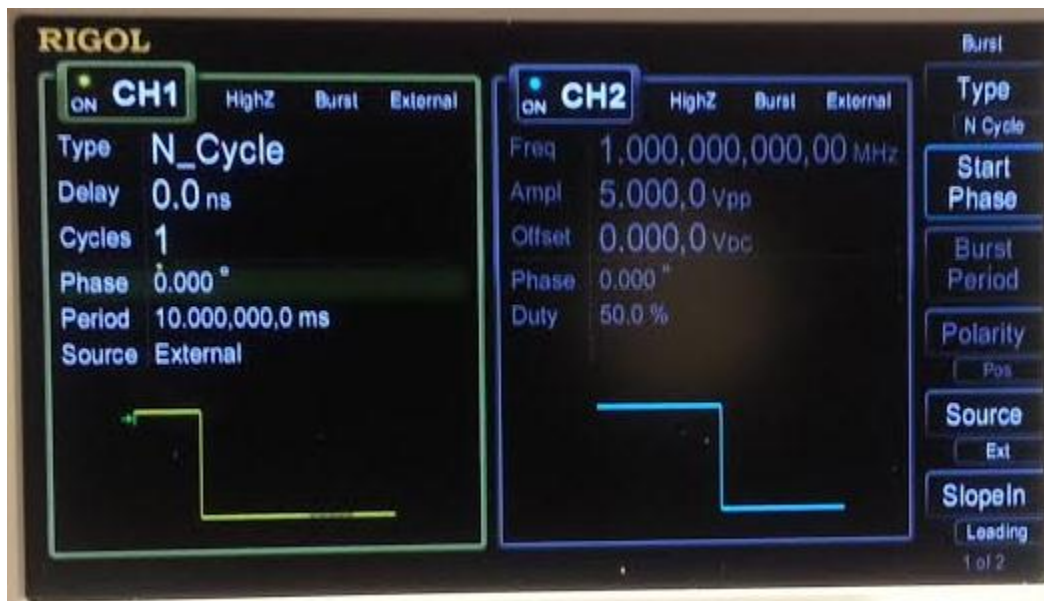 RIGOL
Burst
ON CH1 HighZ Burst External
Type N_Cycle
Delay 0.0 ns
Cycles 1
Phase 0.000 °
Period 10.000,000,0 ms
Source External
ON CH2 HighZ Burst External
Freq 1.000,000,000,00 MHz
Ampl 5.000,0 Vpp
Offset 0.000,0 VDC
Phase 0.000 °
Duty 50.0 %
Type
N Cycle
Start
Phase
Burst
Period
Polarity
Pos
Source
Ext
SlopeIn
Leading
1 of 2